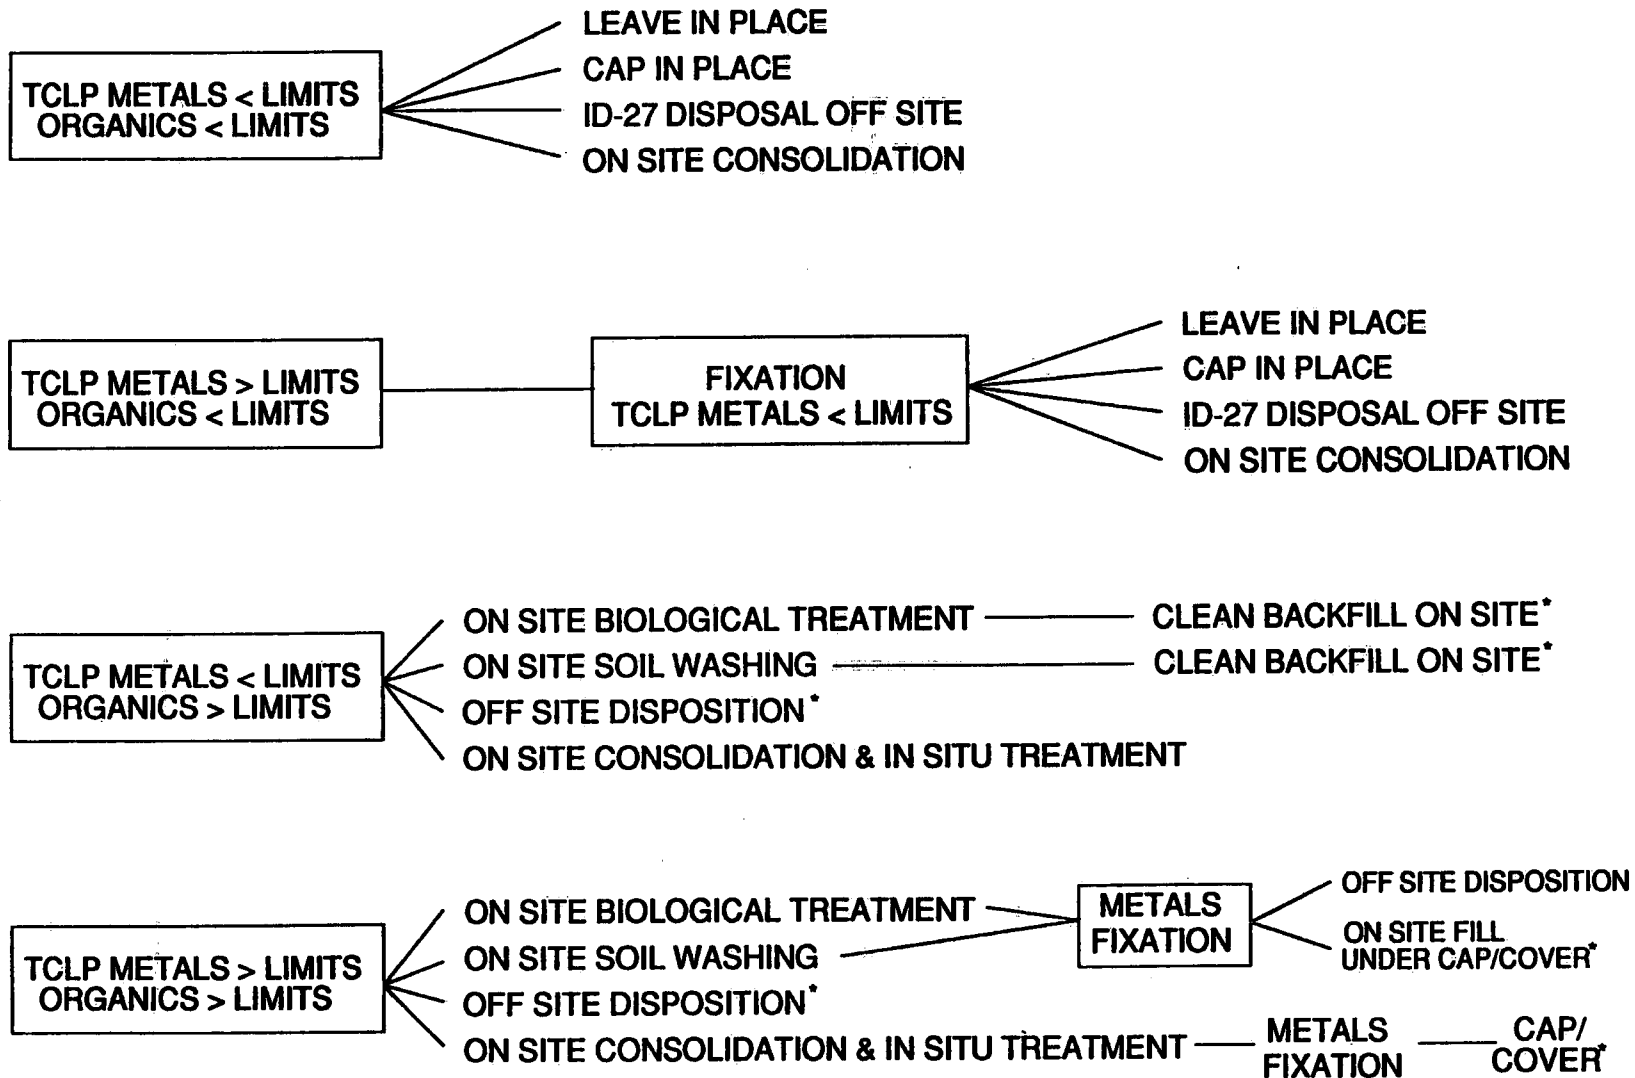 LEAVE IN PLACE
CAP IN PLACE
TCLP METALS < LIMITS
ORGANICS < LIMITS
ID-27 DISPOSAL OFF SITE
ON SITE CONSOLIDATION
TCLP METALS > LIMITS
ORGANICS < LIMITS
FIXATION
TCLP METALS < LIMITS
LEAVE IN PLACE
CAP IN PLACE
ID-27 DISPOSAL OFF SITE
ON SITE CONSOLIDATION
TCLP METALS < LIMITS
ORGANICS > LIMITS
ON SITE BIOLOGICAL TREATMENT
CLEAN BACKFILL ON SITE*
ON SITE SOIL WASHING
CLEAN BACKFILL ON SITE*
OFF SITE DISPOSITION*
ON SITE CONSOLIDATION & IN SITU TREATMENT
TCLP METALS > LIMITS
ORGANICS > LIMITS
ON SITE BIOLOGICAL TREATMENT
ON SITE SOIL WASHING
METALS
FIXATION
OFF SITE DISPOSITION
ON SITE FILL
UNDER CAP/COVER*
OFF SITE DISPOSITION*
ON SITE CONSOLIDATION & IN SITU TREATMENT
METALS
FIXATION
CAP/
COVER*